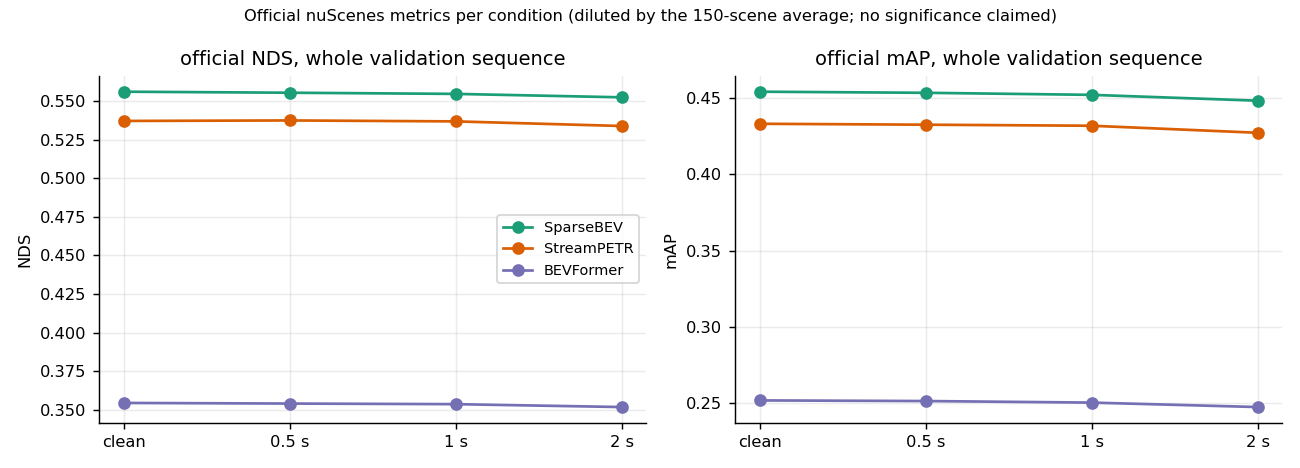 Official nuScenes metrics per condition (diluted by the 150-scene average; no significance claimed)
official NDS, whole validation sequence
NDS
0.550
0.525
0.500
0.475
0.450
0.425
0.400
0.375
0.350
clean
0.5 s
1 s
2 s
SparseBEV
StreamPETR
BEVFormer
official mAP, whole validation sequence
mAP
0.45
0.40
0.35
0.30
0.25
clean
0.5 s
1 s
2 s